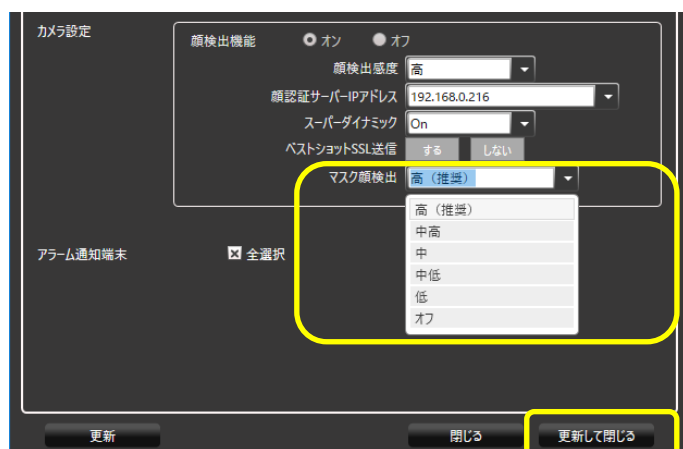 カメラ設定
顔検出機能 オン オフ
顔検出感度 高
顔認証サーバーIPアドレス 192.168.0.216
スーパーダイナミック On
ベストショットSSL送信 する しない
マスク顔検出 高（推奨）
高（推奨）
中高
中
中低
低
オフ
アラーム通知端末 全選択
更新 閉じる 更新して閉じる